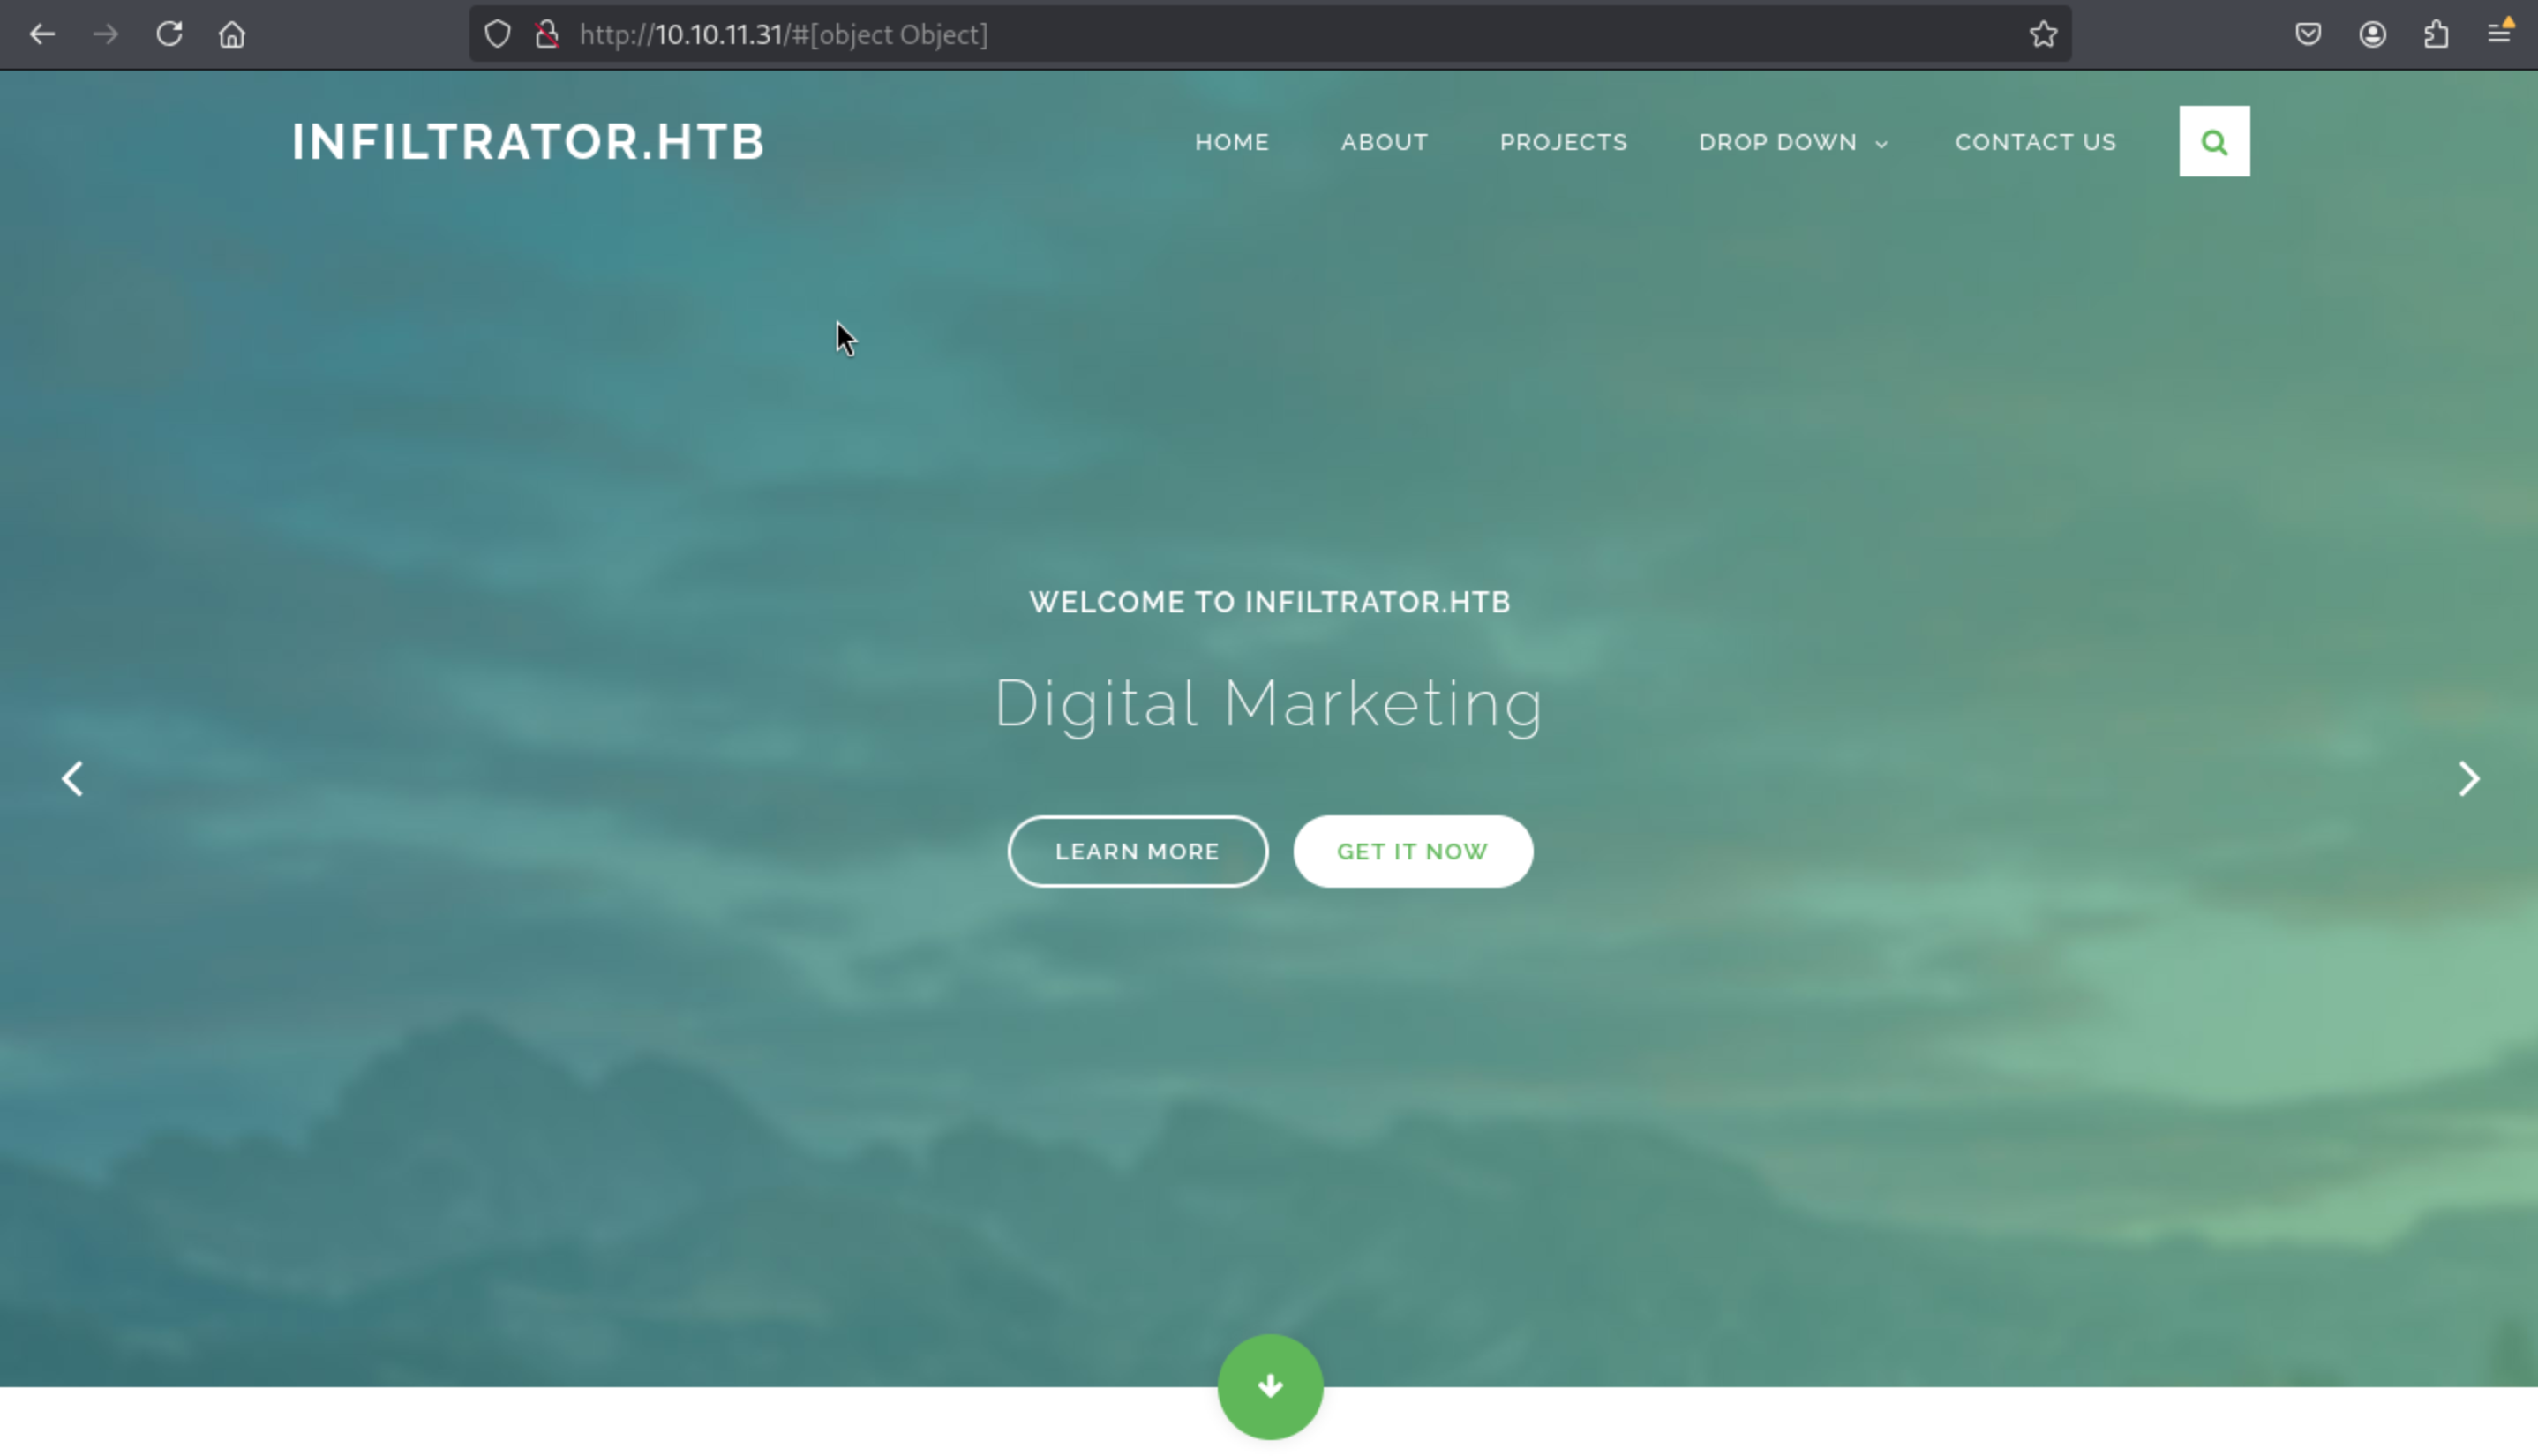 http://10.10.11.31/#[object Object]
INFILTRATOR.HTB
HOME ABOUT PROJECTS DROP DOWN CONTACT US
WELCOME TO INFILTRATOR.HTB
Digital Marketing
LEARN MORE GET IT NOW